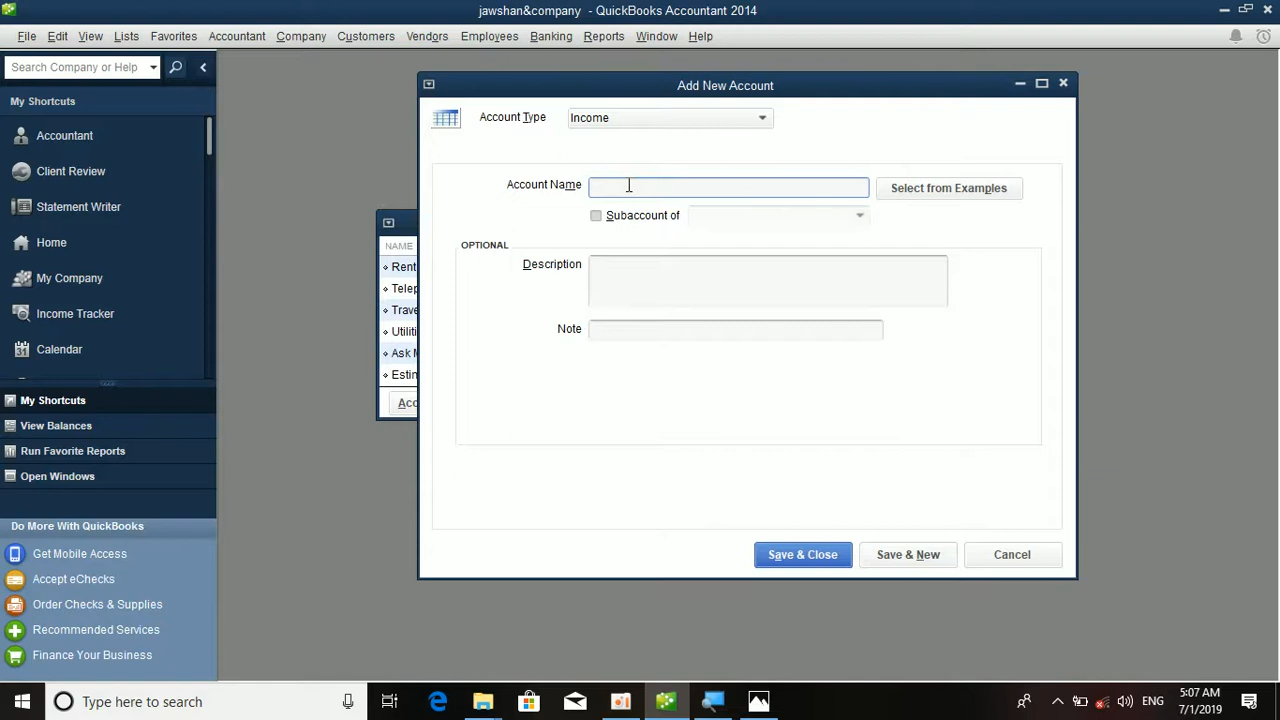 jawshan&company - QuickBooks Accountant 2014
File Edit View Lists Favorites Accountant Company Customers Vendors Employees Banking Reports Window Help
Search Company or Help
My Shortcuts
Accountant
Client Review
Statement Writer
Home
My Company
Income Tracker
Calendar
My Shortcuts
View Balances
Run Favorite Reports
Open Windows
Do More With QuickBooks
Get Mobile Access
Accept eChecks
Order Checks & Supplies
Recommended Services
Finance Your Business
NAME
Rent
Telep
Trave
Utiliti
Ask M
Estin
Acc
Add New Account
Account Type Income
Account Name
Select from Examples
Subaccount of
OPTIONAL
Description
Note
Save & Close Save & New Cancel
Type here to search
ENG
5:07 AM
7/1/2019